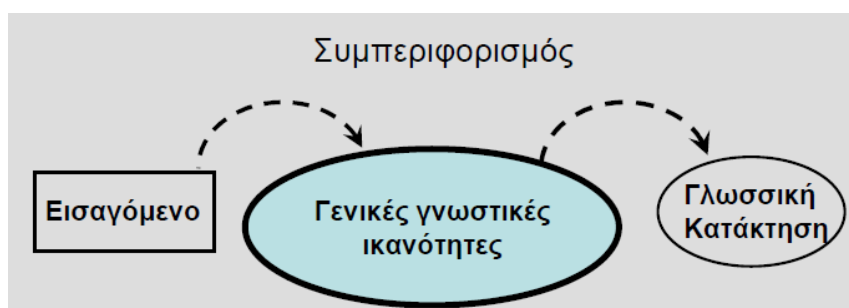 Συμπεριφορισμός
Εισαγόμενο
Γενικές γνωστικές
ικανότητες
Γλωσσική
Κατάκτηση